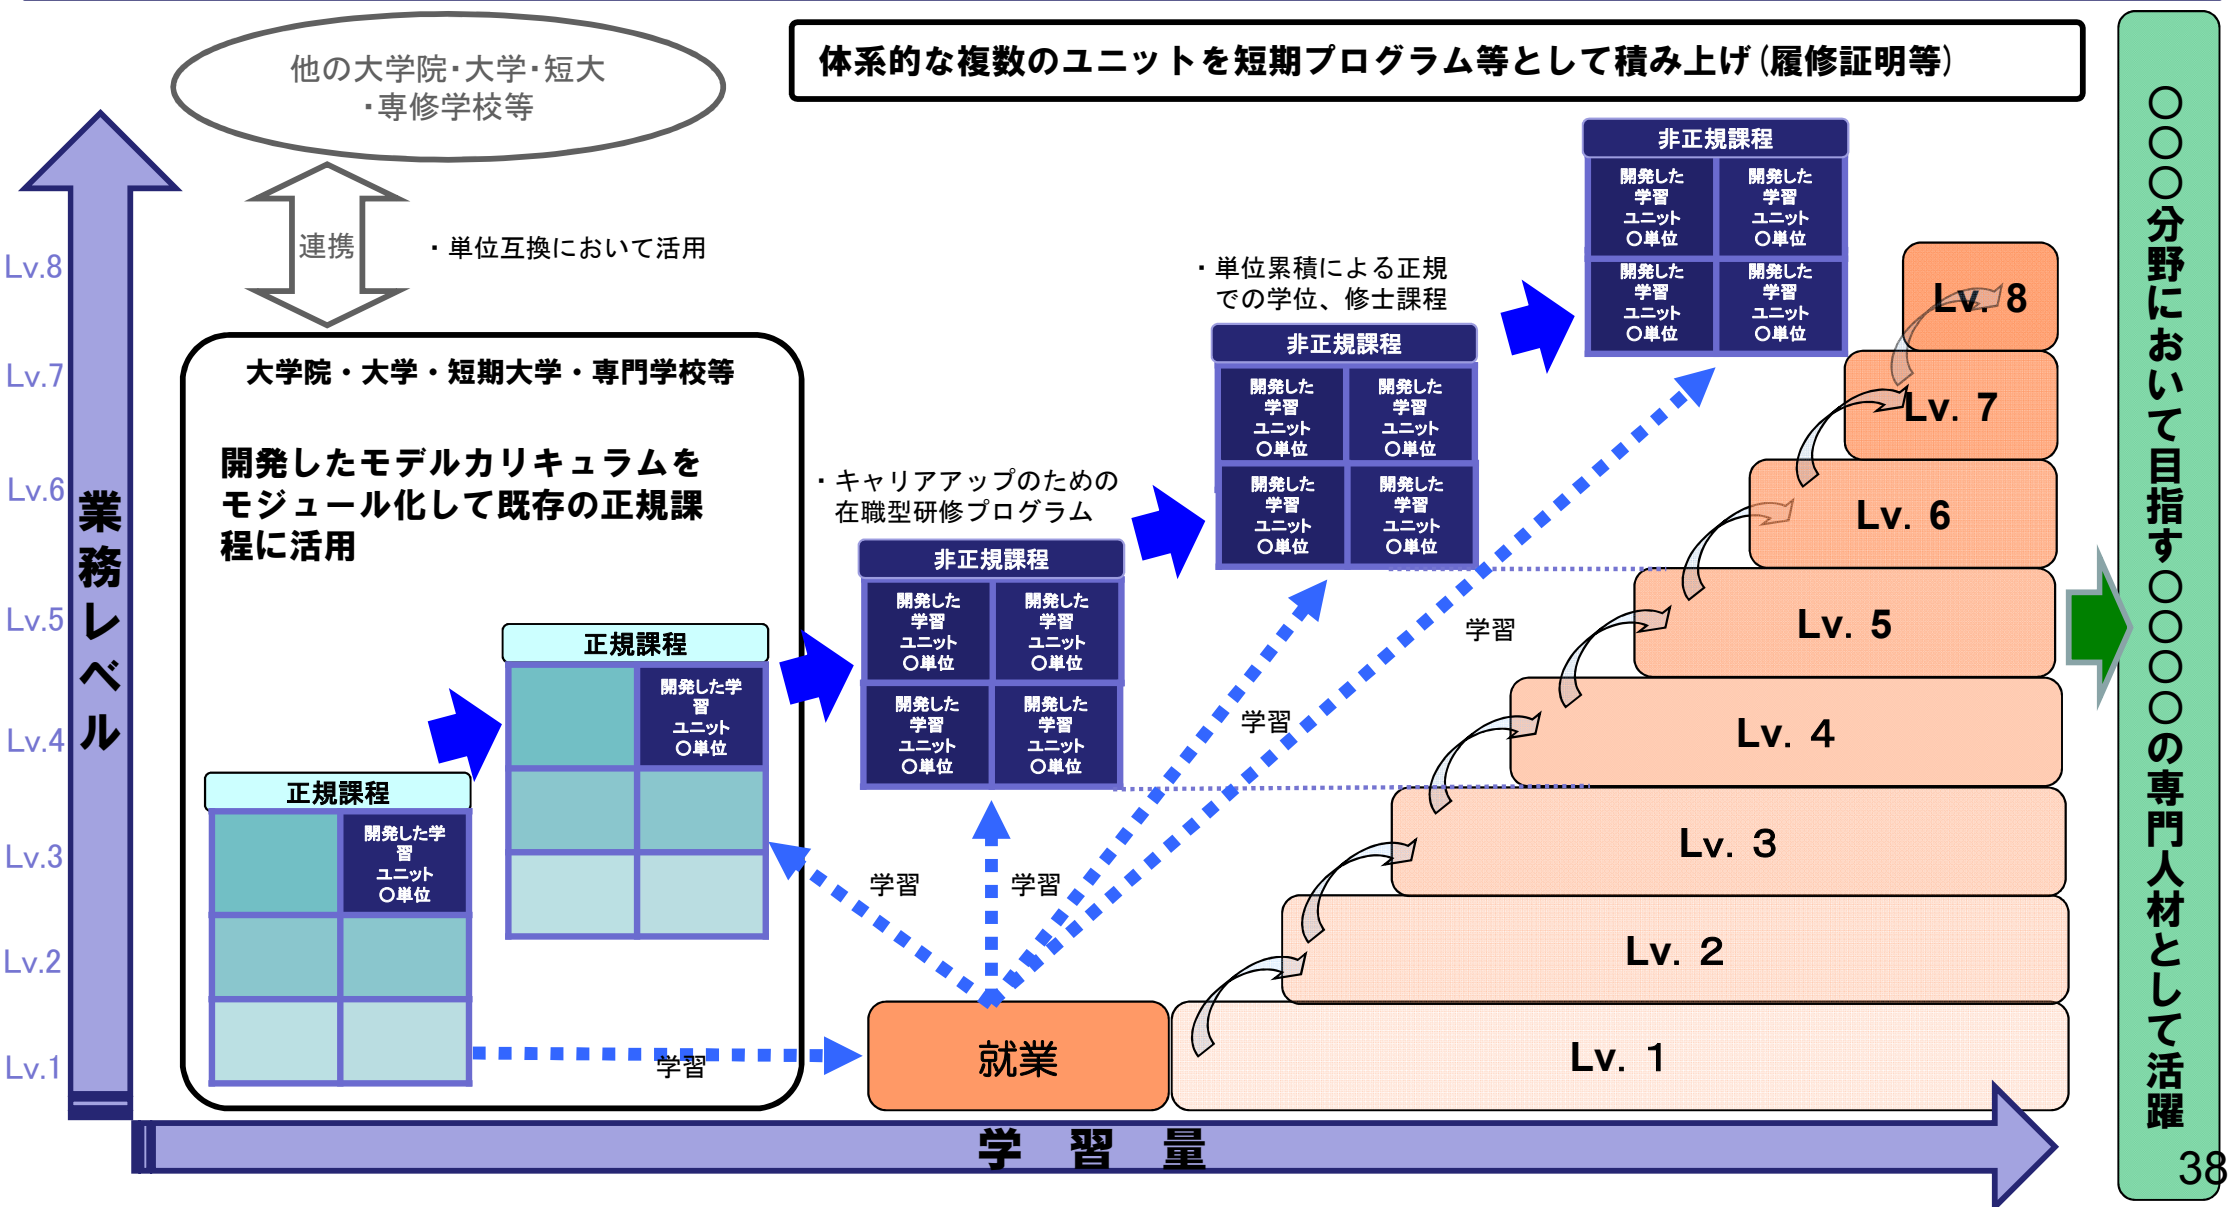 体系的な複数のユニットを短期プログラム等として積み上げ(履修証明等)
他の大学院･大学･短大
･専修学校等
連携
・単位互換において活用
大学院・大学・短期大学・専門学校等
開発したモデルカリキュラムを
モジュール化して既存の正規課
程に活用
業務レベル
Lv.8
Lv.7
Lv.6
Lv.5
Lv.4
Lv.3
Lv.2
Lv.1
正規課程
開発した学
習
ユニット
〇単位
正規課程
開発した学
習
ユニット
〇単位
・キャリアアップのための
在職型研修プログラム
非正規課程
開発した
学習
ユニット
〇単位
開発した
学習
ユニット
〇単位
開発した
学習
ユニット
〇単位
開発した
学習
ユニット
〇単位
・単位累積による正規
での学位、修士課程
非正規課程
開発した
学習
ユニット
〇単位
開発した
学習
ユニット
〇単位
開発した
学習
ユニット
〇単位
開発した
学習
ユニット
〇単位
非正規課程
開発した
学習
ユニット
〇単位
開発した
学習
ユニット
〇単位
開発した
学習
ユニット
〇単位
開発した
学習
ユニット
〇単位
学習
学習
学習
学習
学習
就業
Lv. 8
Lv. 7
Lv. 6
Lv. 5
Lv. 4
Lv. 3
Lv. 2
Lv. 1
学習量
〇〇〇分野において目指す〇〇〇〇の専門人材として活躍
38